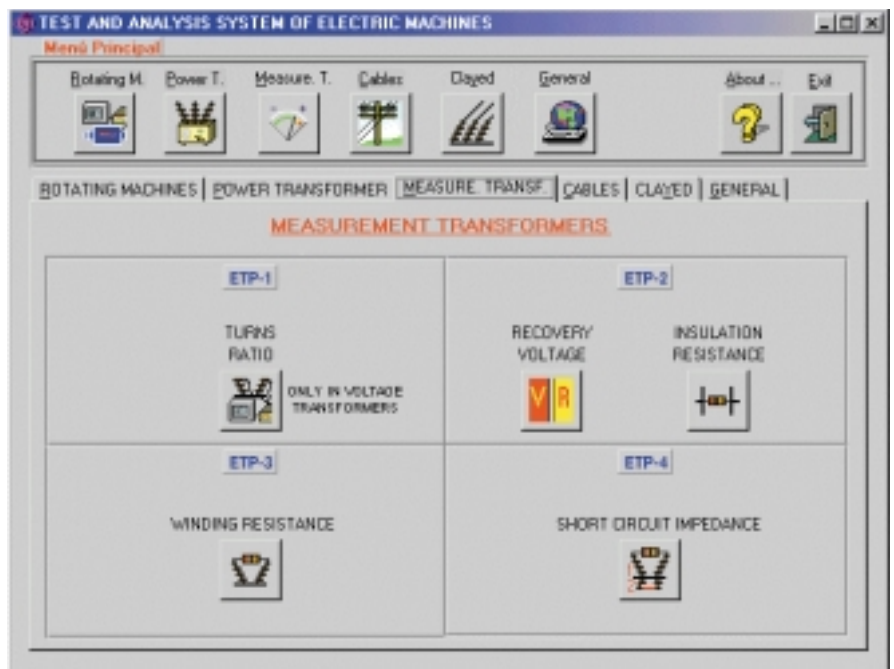 TEST AND ANALYSIS SYSTEM OF ELECTRIC MACHINES
Menú Principal
Rotating M. Power T. Measure. T. Cables Clayed General About ... Exit
ROTATING MACHINES POWER TRANSFORMER MEASURE. TRANSF. CABLES CLAYED GENERAL
MEASUREMENT TRANSFORMERS
ETP-1
TURNS
RATIO
ONLY IN VOLTAGE
TRANSFORMERS
ETP-2
RECOVERY
VOLTAGE
V R
INSULATION
RESISTANCE
ETP-3
WINDING RESISTANCE
ETP-4
SHORT CIRCUIT IMPEDANCE